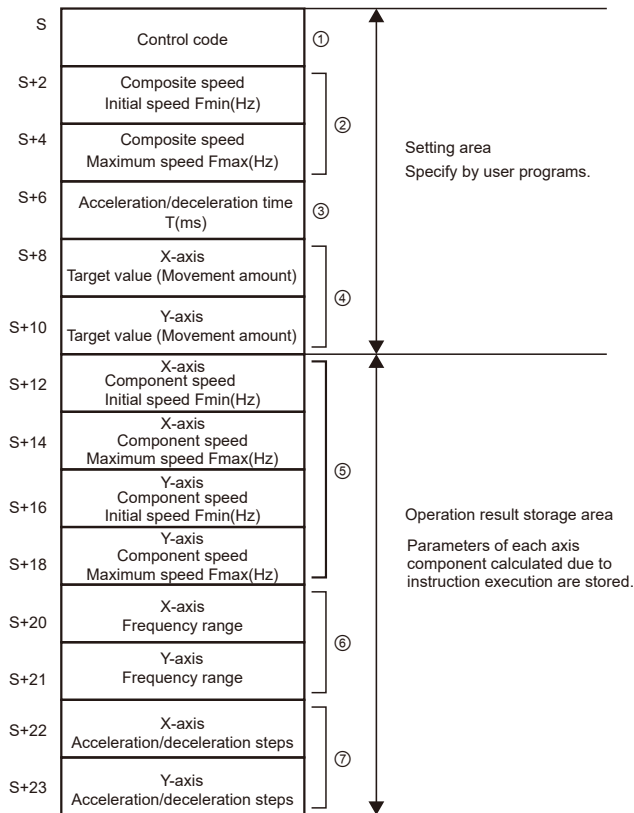 S
Control code
①
S+2
Composite speed
Initial speed Fmin(Hz)
②
S+4
Composite speed
Maximum speed Fmax(Hz)
Setting area
Specify by user programs.
S+6
Acceleration/deceleration time
T(ms)
③
S+8
X-axis
Target value (Movement amount)
④
S+10
Y-axis
Target value (Movement amount)
S+12
X-axis
Component speed
Initial speed Fmin(Hz)
S+14
X-axis
Component speed
Maximum speed Fmax(Hz)
⑤
S+16
Y-axis
Component speed
Initial speed Fmin(Hz)
Operation result storage area
S+18
Y-axis
Component speed
Maximum speed Fmax(Hz)
Parameters of each axis
component calculated due to
instruction execution are stored.
S+20
X-axis
Frequency range
⑥
S+21
Y-axis
Frequency range
S+22
X-axis
Acceleration/deceleration steps
⑦
S+23
Y-axis
Acceleration/deceleration steps